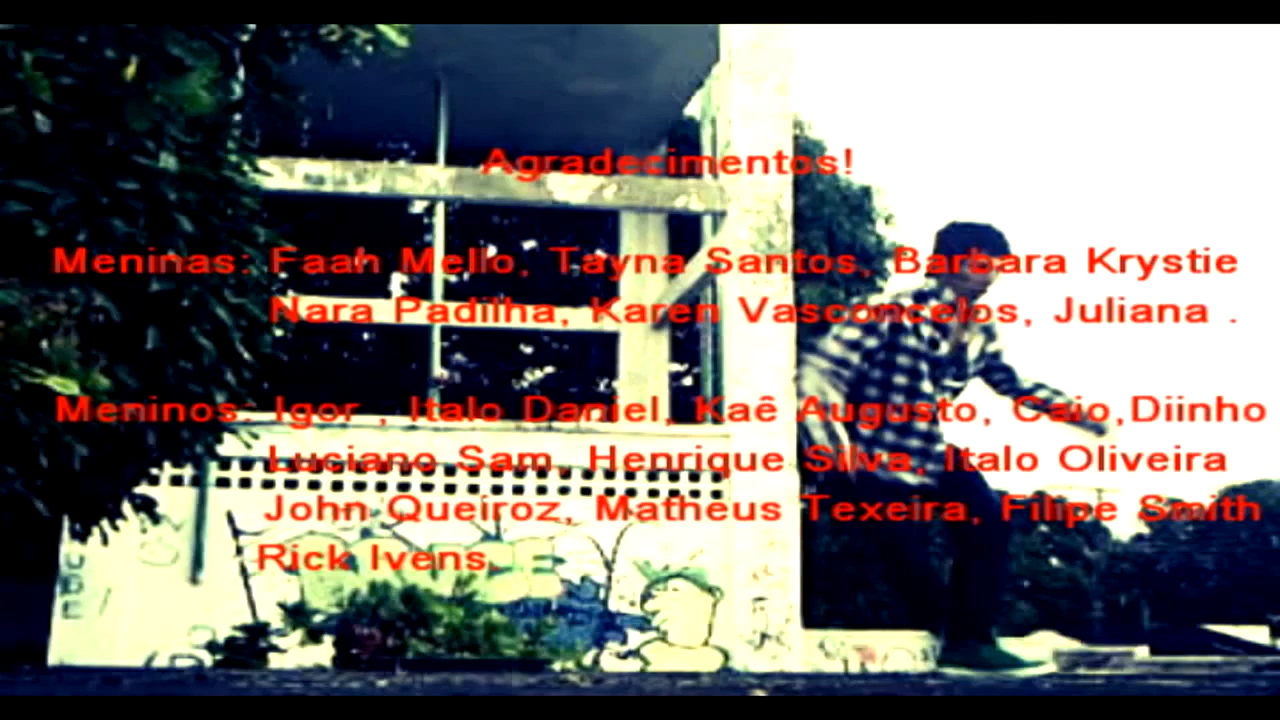 Agradecimentos!
Meninas: Faah Mello, Tayna Santos, Barbara Krystie
Nara Padilha, Karen Vasconcelos, Juliana .
Meninos: Igor , Italo Daniel, Kaê Augusto, Caio,Diinho
Luciano Sam, Henrique Silva, Italo Oliveira
John Queiroz, Matheus Texeira, Filipe Smith
Rick Ivens.